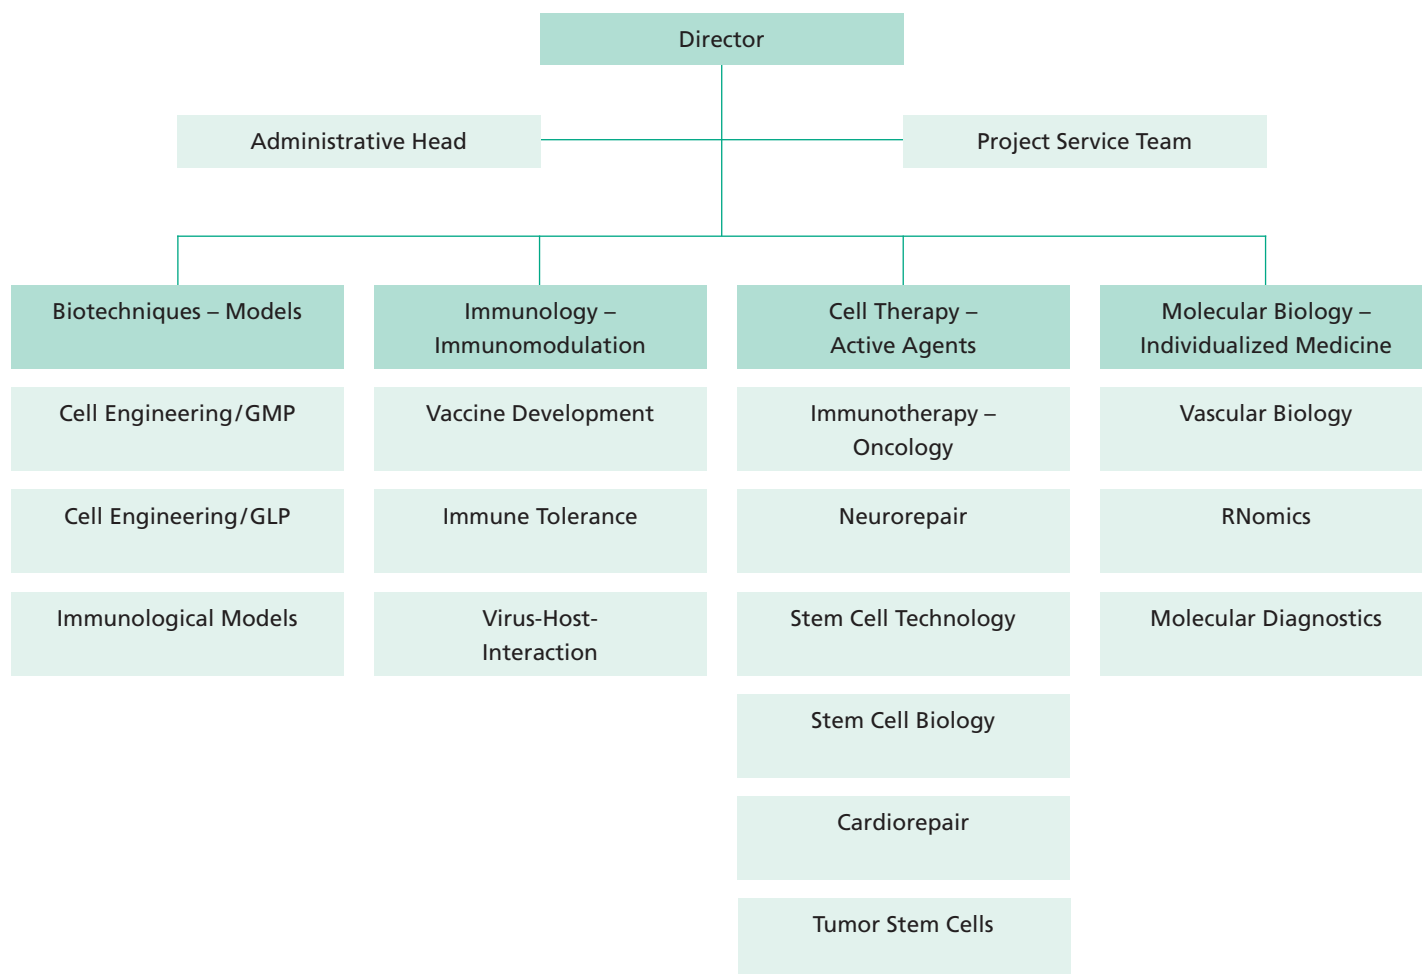 Director
Administrative Head
Project Service Team
Biotechniques – Models
Immunology –
Immunomodulation
Cell Therapy –
Active Agents
Molecular Biology –
Individualized Medicine
Cell Engineering/GMP
Vaccine Development
Immunotherapy –
Oncology
Vascular Biology
Cell Engineering/GLP
Immune Tolerance
Neurorepair
RNomics
Immunological Models
Virus-Host-
Interaction
Stem Cell Technology
Molecular Diagnostics
Stem Cell Biology
Cardiorepair
Tumor Stem Cells